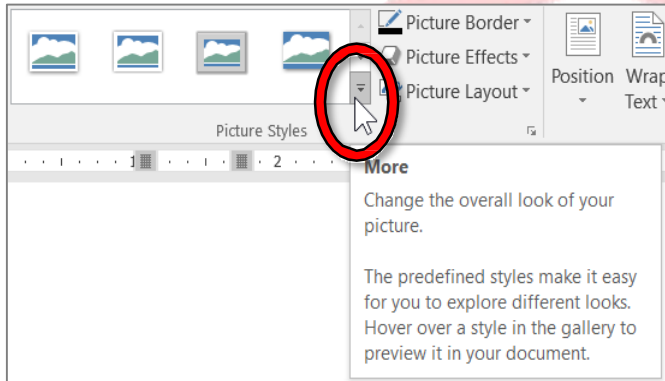 Picture Border
Picture Effects
Picture Layout
Position
Wrap
Text
Picture Styles
1 2
More
Change the overall look of your
picture.
The predefined styles make it easy
for you to explore different looks.
Hover over a style in the gallery to
preview it in your document.